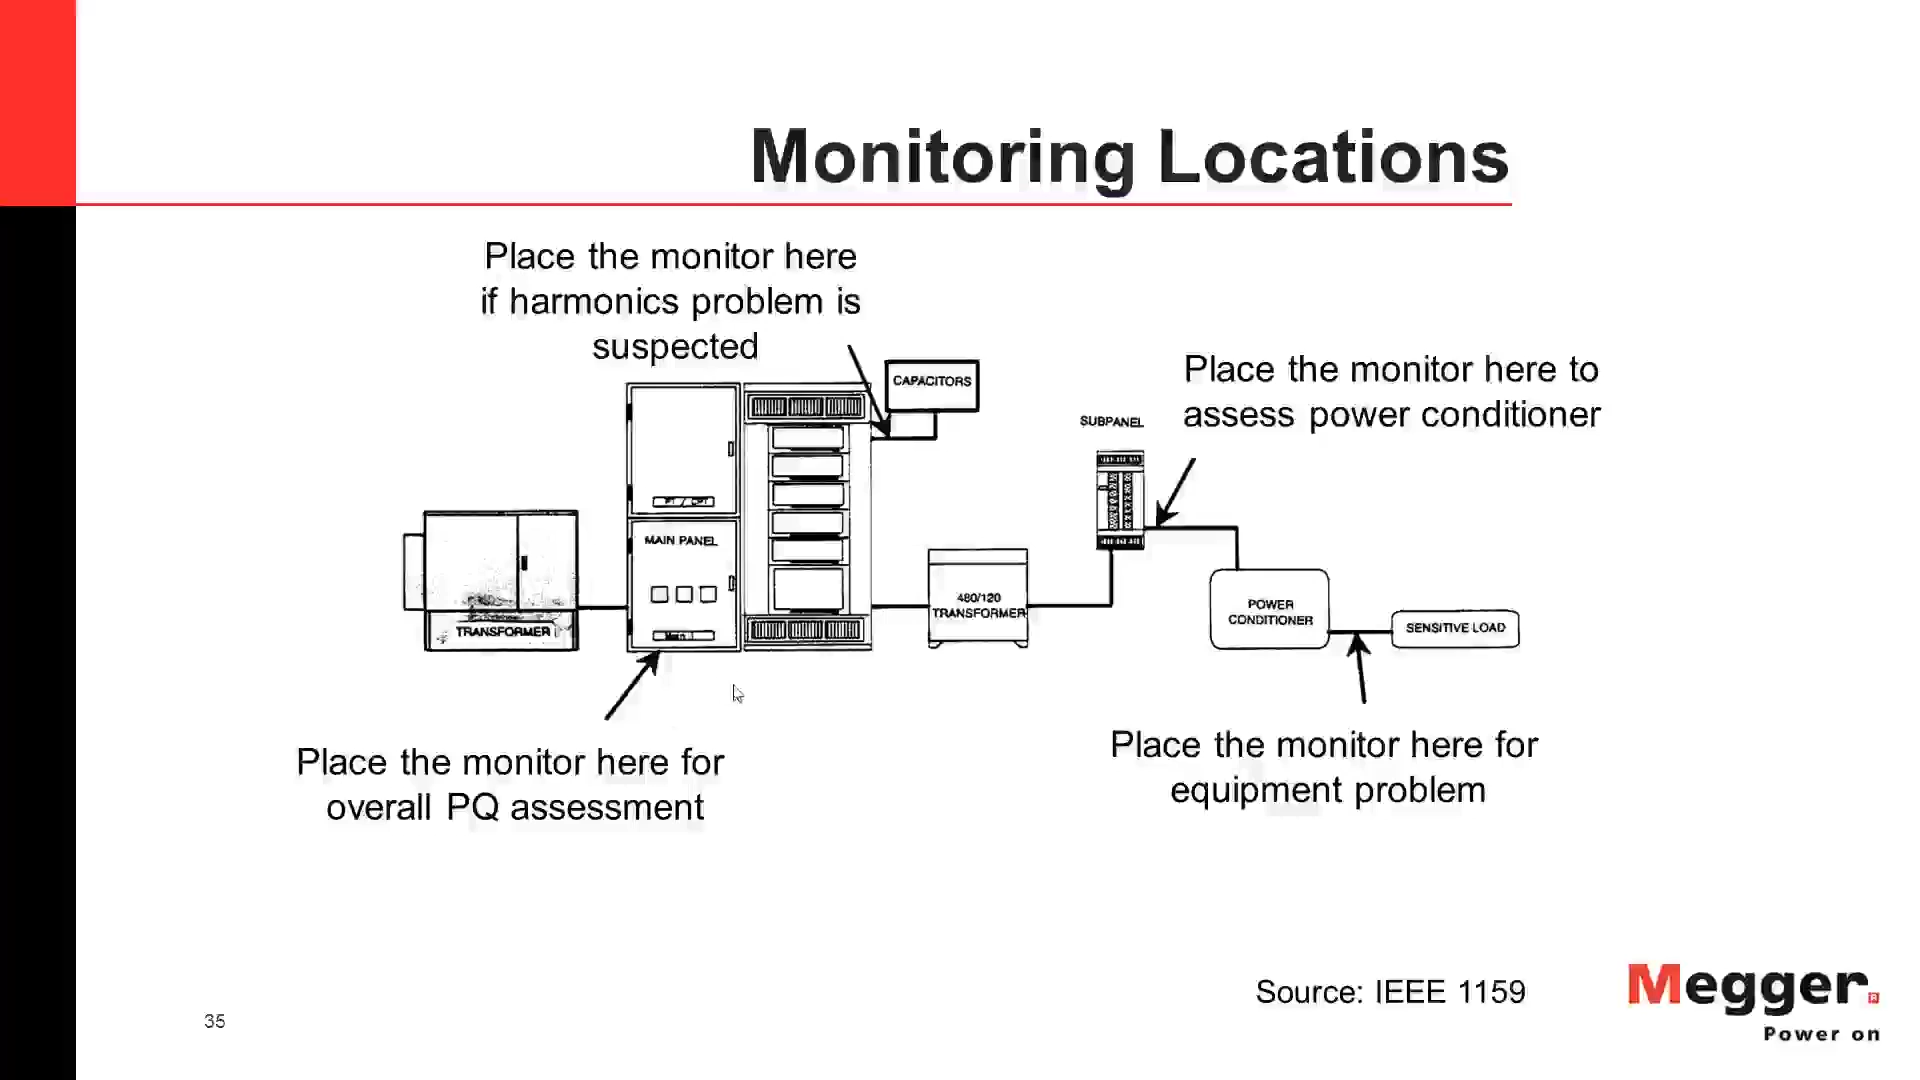 Monitoring Locations
Place the monitor here
if harmonics problem is
suspected
CAPACITORS
Place the monitor here to
assess power conditioner
SUBPANEL
MAIN PANEL
TRANSFORMER
480/120
TRANSFORMER
POWER
CONDITIONER
SENSITIVE LOAD
Place the monitor here for
overall PQ assessment
Place the monitor here for
equipment problem
Source: IEEE 1159
Megger.
Power on
35